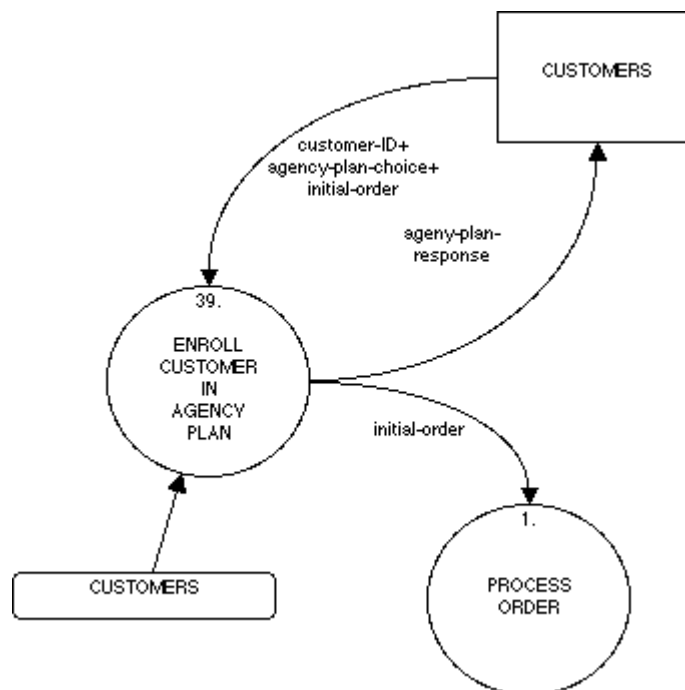 CUSTOMERS
customer-ID+
agency-plan-choice+
initial-order
ageny-plan-
response
39.
ENROLL
CUSTOMER
IN
AGENCY
PLAN
initial-order
1.
PROCESS
ORDER
CUSTOMERS